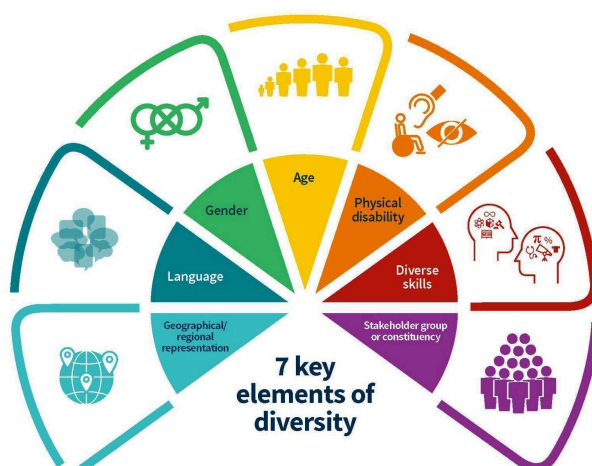 Age
Gender
Physical
disability
Language
Diverse
skills
Geographical/
regional
representation
Stakeholder group
or constituency
π %
7 key
elements of
diversity